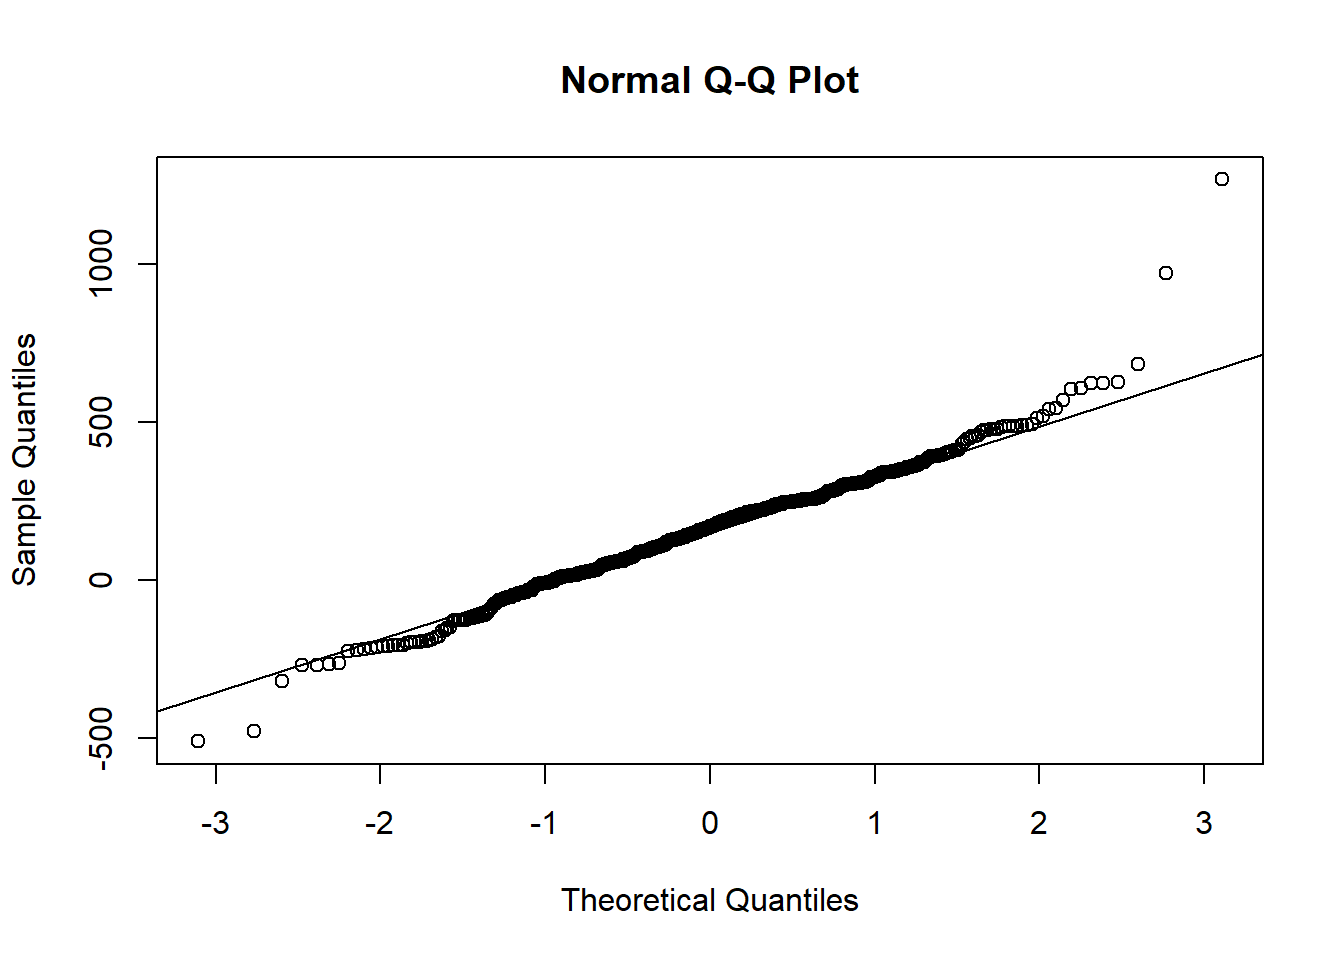 Normal Q-Q Plot
Sample Quantiles
1000
500
0
-500
-3 -2 -1 0 1 2 3
Theoretical Quantiles